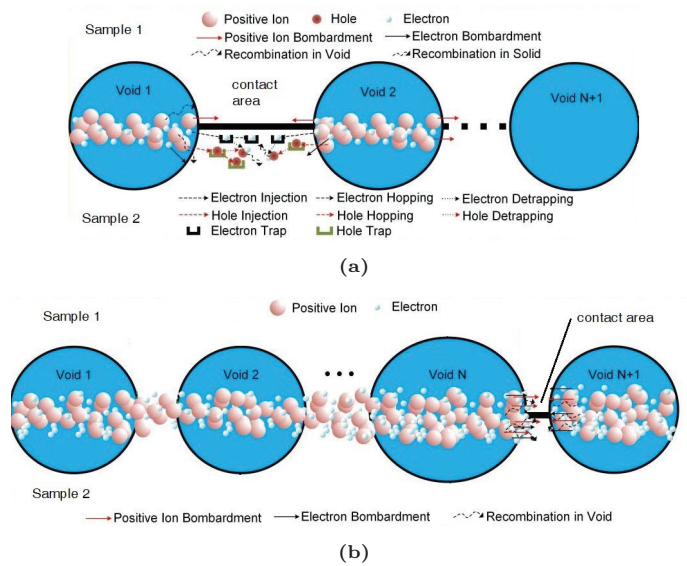 Sample 1
Positive Ion Hole Electron
Positive Ion Bombardment Electron Bombardment
Recombination in Void Recombination in Solid
contact
area
Void 1
Void 2
Void N+1
Sample 2
Electron Injection Electron Hopping Electron Detrapping
Hole Injection Hole Hopping Hole Detrapping
Electron Trap Hole Trap
(a)
Sample 1
Positive Ion Electron
contact area
Void 1
Void 2
Void N
Void N+1
Sample 2
Positive Ion Bombardment Electron Bombardment Recombination in Void
(b)